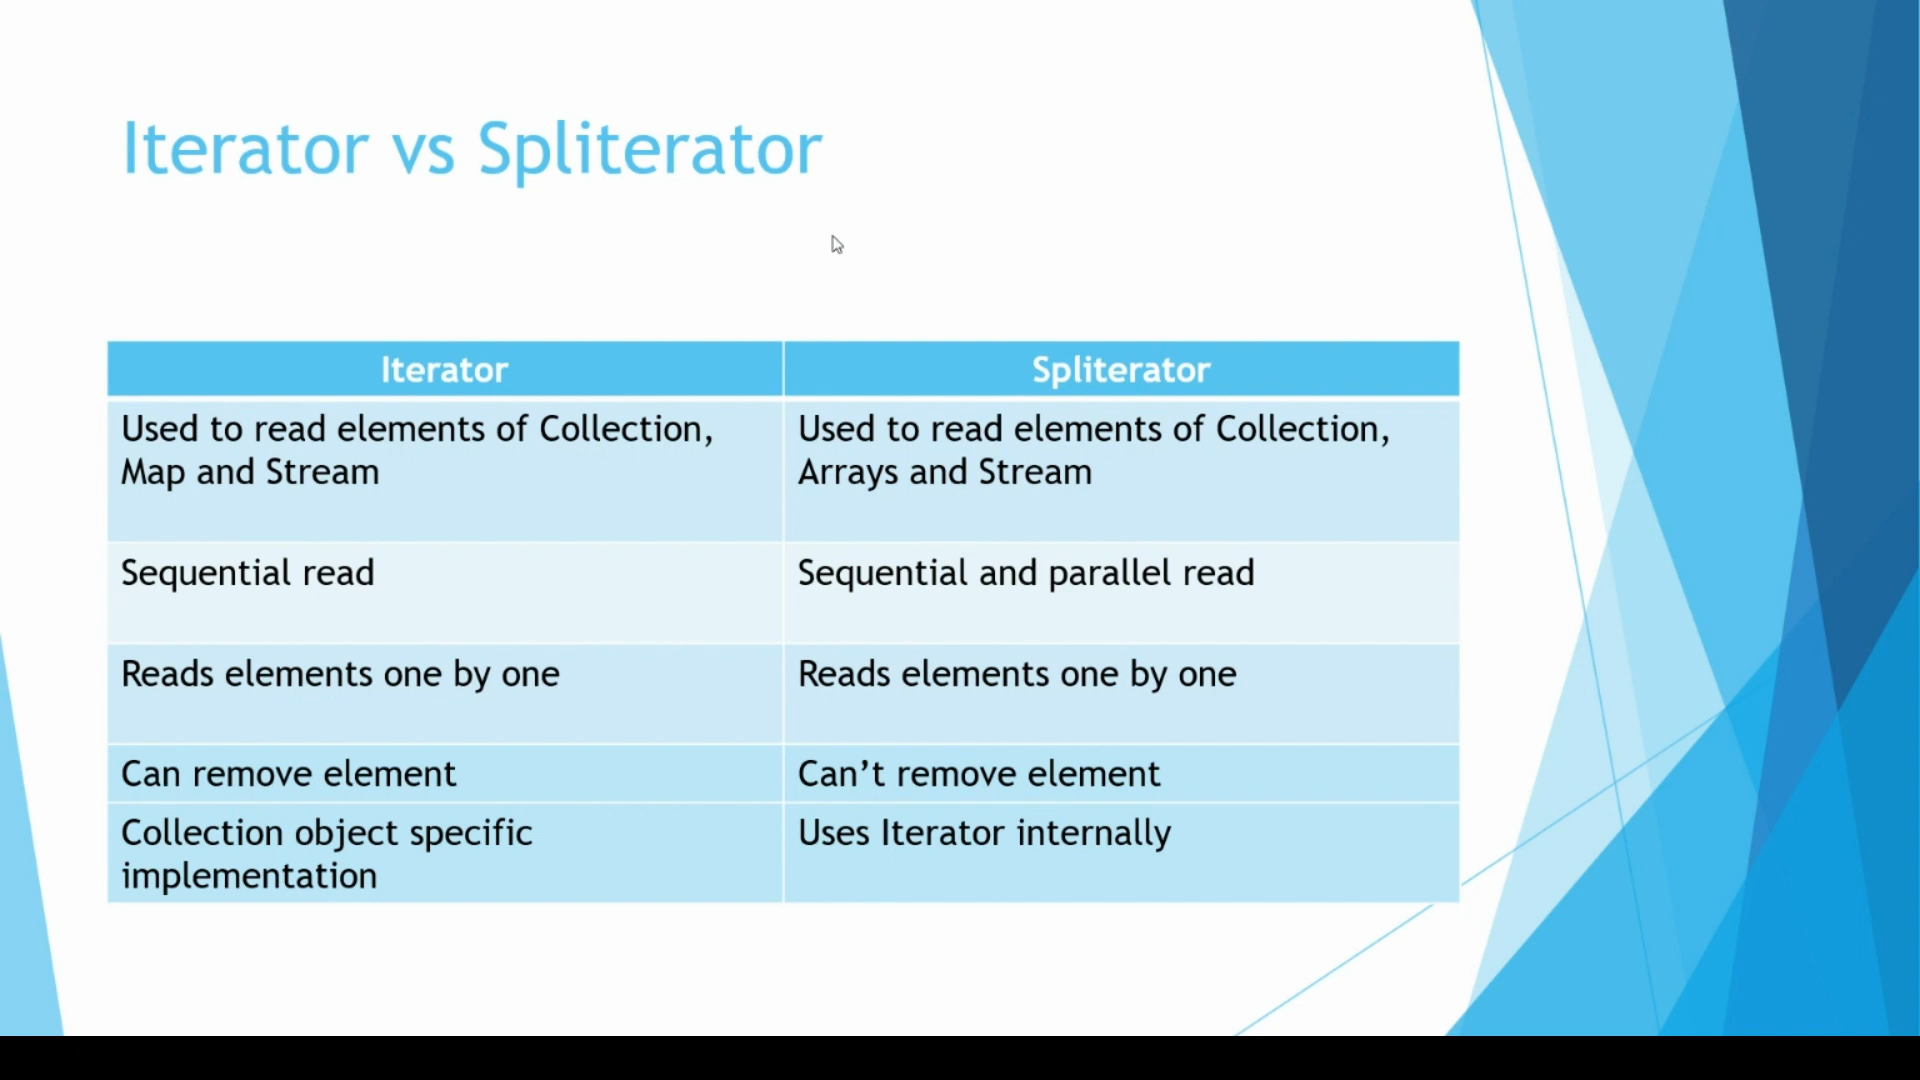 Iterator vs Spliterator
Iterator
Spliterator
Used to read elements of Collection,
Map and Stream
Used to read elements of Collection,
Arrays and Stream
Sequential read
Sequential and parallel read
Reads elements one by one
Reads elements one by one
Can remove element
Can’t remove element
Collection object specific
implementation
Uses Iterator internally